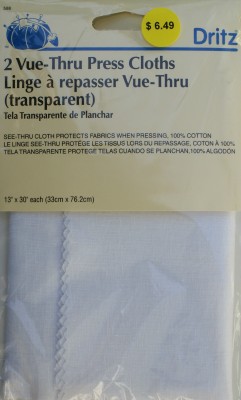 $ 6.49
Dritz
2 Vue-Thru Press Cloths
Linge à repasser Vue-Thru
(transparent)
Tela Transparente de Planchar
SEE-THRU CLOTH PROTECTS FABRICS WHEN PRESSING, 100% COTTON
LE LINGE SEE-THRU PROTÉGE LES TISSUS LORS DU REPASSAGE, COTON À 100%
TELA TRANSPARENTE PROTEGE TELAS CUANDO SE PLANCHAN,100% ALGODÓN
13" x 30" each (33cm x 76.2cm)